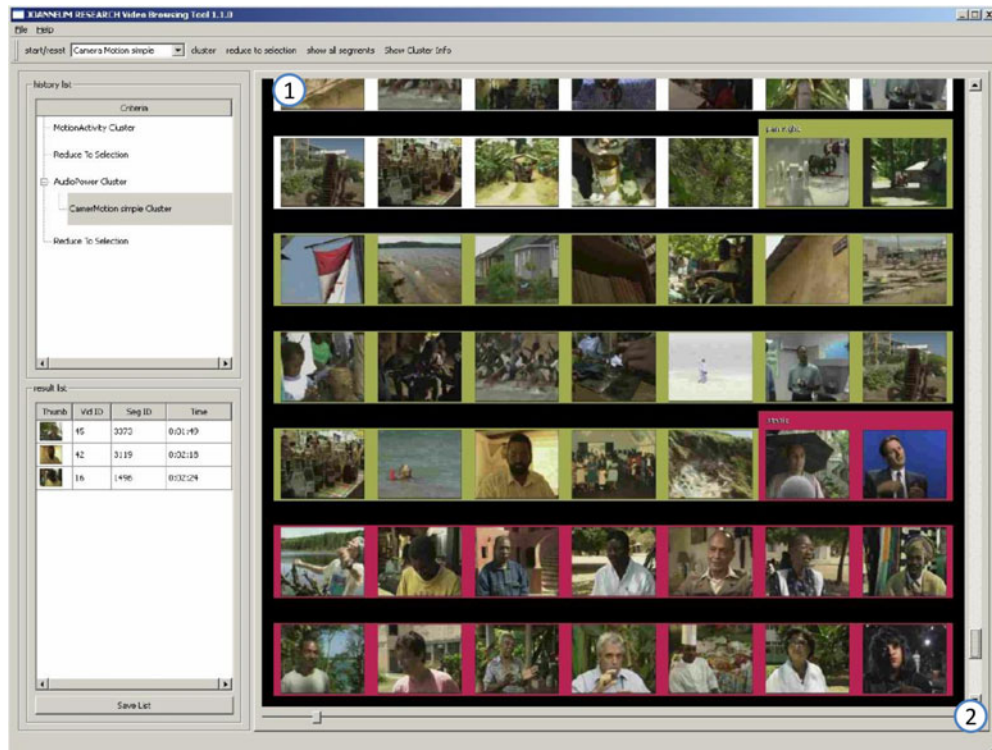 JOANNEUM RESEARCH Video Browsing Tool 1.1.0
File Help
start/reset Camera Motion simple cluster reduce to selection show all segments Show Cluster Info
history list
Criteria
MotionActivity Cluster
Reduce To Selection
AudioPower Cluster
CameraMotion simple Cluster
Reduce To Selection
result list
Thumb Vid ID Seg ID Time
45 3373 0:01:49
42 3119 0:02:18
16 1496 0:02:24
Save List
1
pan right
static
2